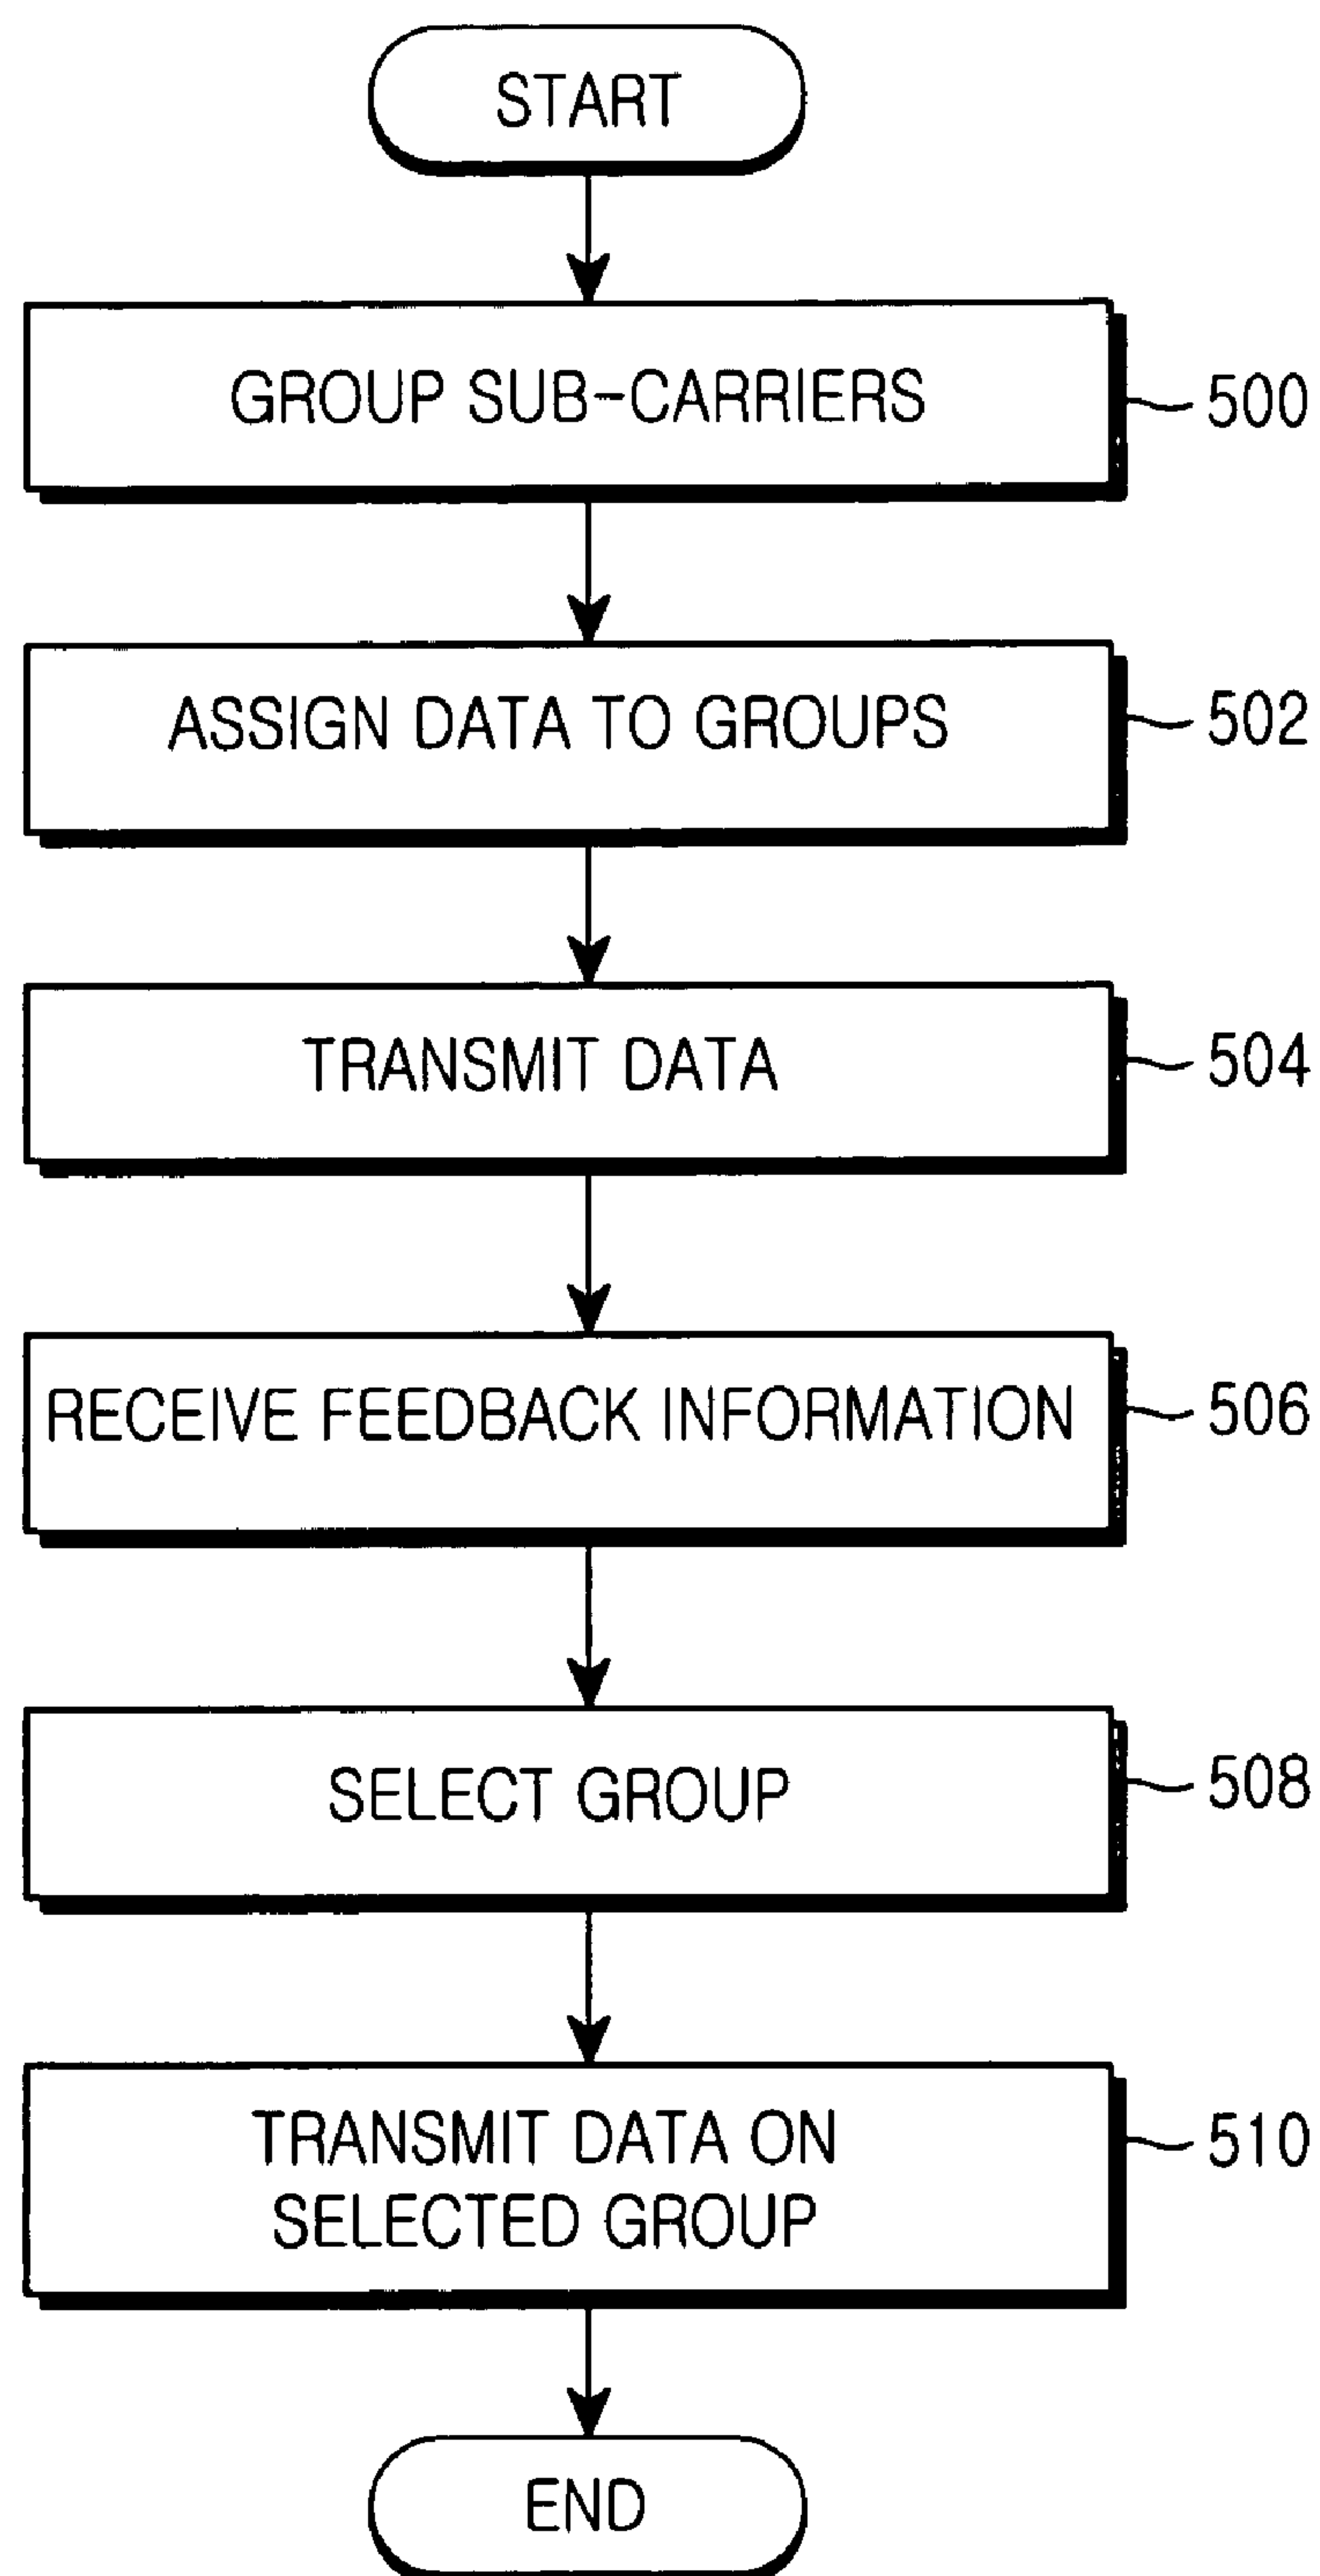 START
GROUP SUB-CARRIERS
500
ASSIGN DATA TO GROUPS
502
TRANSMIT DATA
504
RECEIVE FEEDBACK INFORMATION
506
SELECT GROUP
508
TRANSMIT DATA ON
SELECTED GROUP
510
END